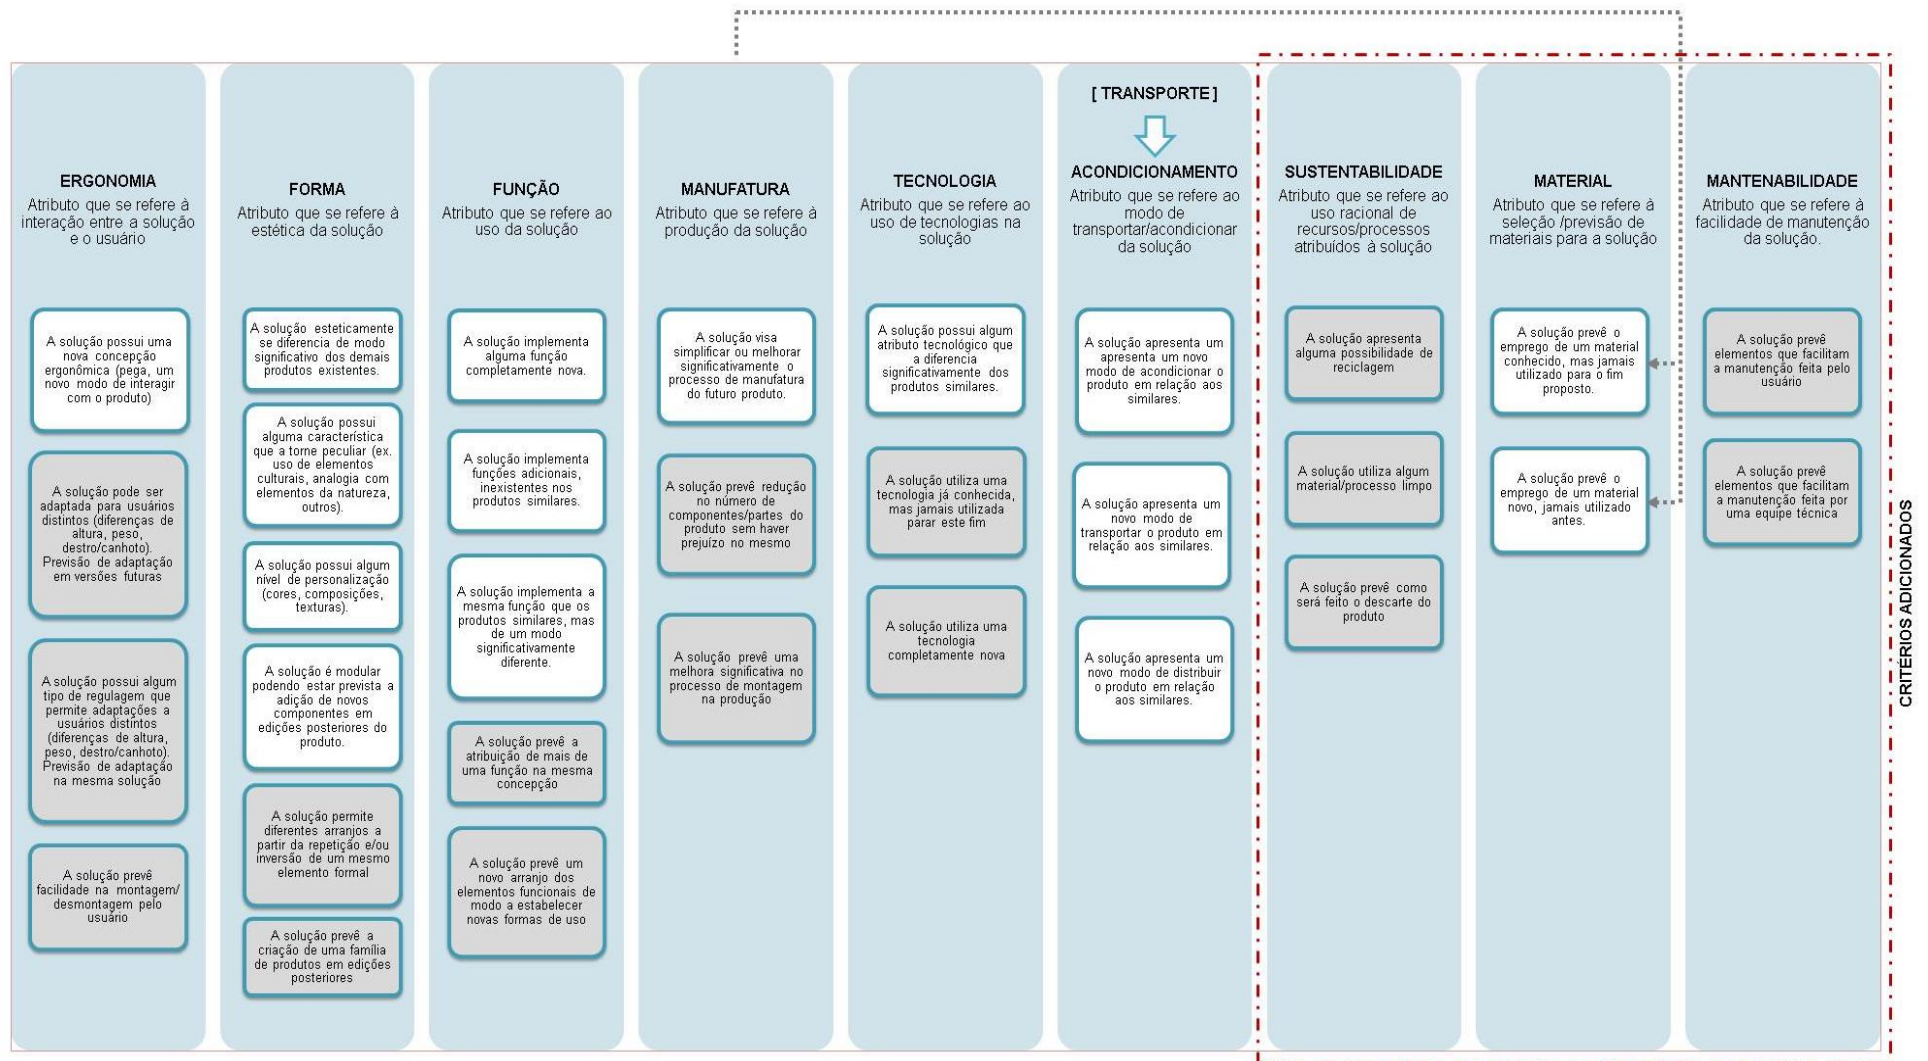 ERGONOMIA
Atributo que se refere à
interação entre a solução
e o usuário
A solução possui uma
nova concepção
ergonômica (pega, um
novo modo de interagir
com o produto)
A solução pode ser
adaptada para usuários
distintos (diferenças de
altura, peso,
destro/canhoto).
Previsão de adaptação
em versões futuras
A solução possui algum
tipo de regulagem que
permite adaptações a
usuários distintos
(diferenças de altura,
peso, destro/canhoto).
Previsão de adaptação
na mesma solução
A solução prevê
facilidade na montagem/
desmontagem pelo
usuário
FORMA
Atributo que se refere à
estética da solução
A solução esteticamente
se diferencia de modo
significativo dos demais
produtos existentes.
A solução possui
alguma característica
que a torne peculiar (ex.
uso de elementos
culturais, analogia com
elementos da natureza,
outros).
A solução possui algum
nível de personalização
(cores, composições,
texturas).
A solução é modular
podendo estar prevista a
adição de novos
componentes em
edições posteriores do
produto.
A solução permite
diferentes arranjos a
partir da repetição e/ou
inversão de um mesmo
elemento formal
A solução prevê a
criação de uma família
de produtos em edições
posteriores
FUNÇÃO
Atributo que se refere ao
uso da solução
A solução implementa
alguma função
completamente nova.
A solução implementa
funções adicionais,
inexistentes nos
produtos similares.
A solução implementa a
mesma função que os
produtos similares, mas
de um modo
significativamente
diferente.
A solução prevê a
atribuição de mais de
uma função na mesma
concepção
A solução prevê um
novo arranjo dos
elementos funcionais de
modo a estabelecer
novas formas de uso
MANUFATURA
Atributo que se refere à
produção da solução
A solução visa
simplificar ou melhorar
significativamente o
processo de manufatura
do futuro produto.
A solução prevê redução
no número de
componentes/partes do
produto sem haver
prejuízo no mesmo
A solução prevê uma
melhora significativa no
processo de montagem
na produção
TECNOLOGIA
Atributo que se refere ao
uso de tecnologias na
solução
A solução possui algum
atributo tecnológico que
a diferencia
significativamente dos
produtos similares.
A solução utiliza uma
tecnologia já conhecida,
mas jamais utilizada
parar este fim
A solução utiliza uma
tecnologia
completamente nova
[ TRANSPORTE ]
ACONDICIONAMENTO
Atributo que se refere ao
modo de
transportar/acondicionar
da solução
A solução apresenta um
apresenta um novo
modo de acondicionar o
produto em relação aos
similares.
A solução apresenta um
novo modo de
transportar o produto em
relação aos similares.
A solução apresenta um
novo modo de distribuir
o produto em relação
aos similares.
SUSTENTABILIDADE
Atributo que se refere ao
uso racional de
recursos/processos
atribuídos à solução
A solução apresenta
alguma possibilidade de
reciclagem
A solução utiliza algum
material/processo limpo
A solução prevê como
será feito o descarte do
produto
MATERIAL
Atributo que se refere à
seleção /previsão de
materiais para a solução
A solução prevê o
emprego de um material
conhecido, mas jamais
utilizado para o fim
proposto.
A solução prevê o
emprego de um material
novo, jamais utilizado
antes.
MANTENABILIDADE
Atributo que se refere à
facilidade de manutenção
da solução.
A solução prevê
elementos que facilitam
a manutenção feita pelo
usuário
A solução prevê
elementos que facilitam
a manutenção feita por
uma equipe técnica
CRITÉRIOS ADICIONADOS